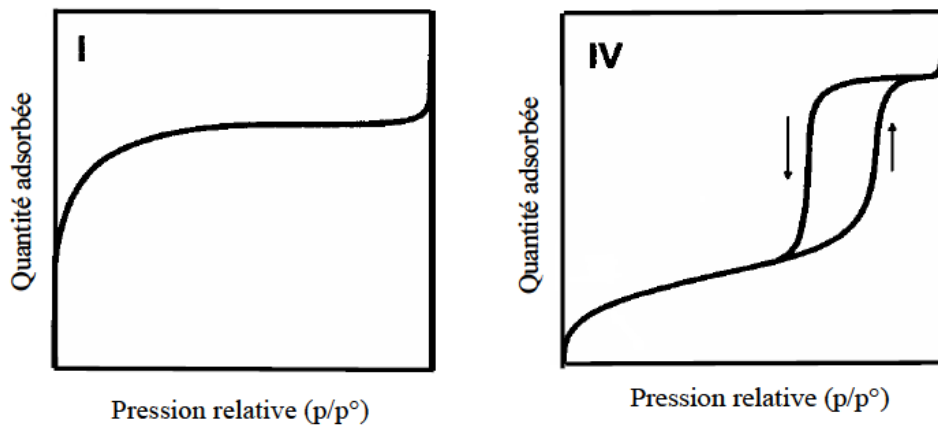 I
Quantité adsorbée
Pression relative (p/p°)
IV
Quantité adsorbée
Pression relative (p/p°)